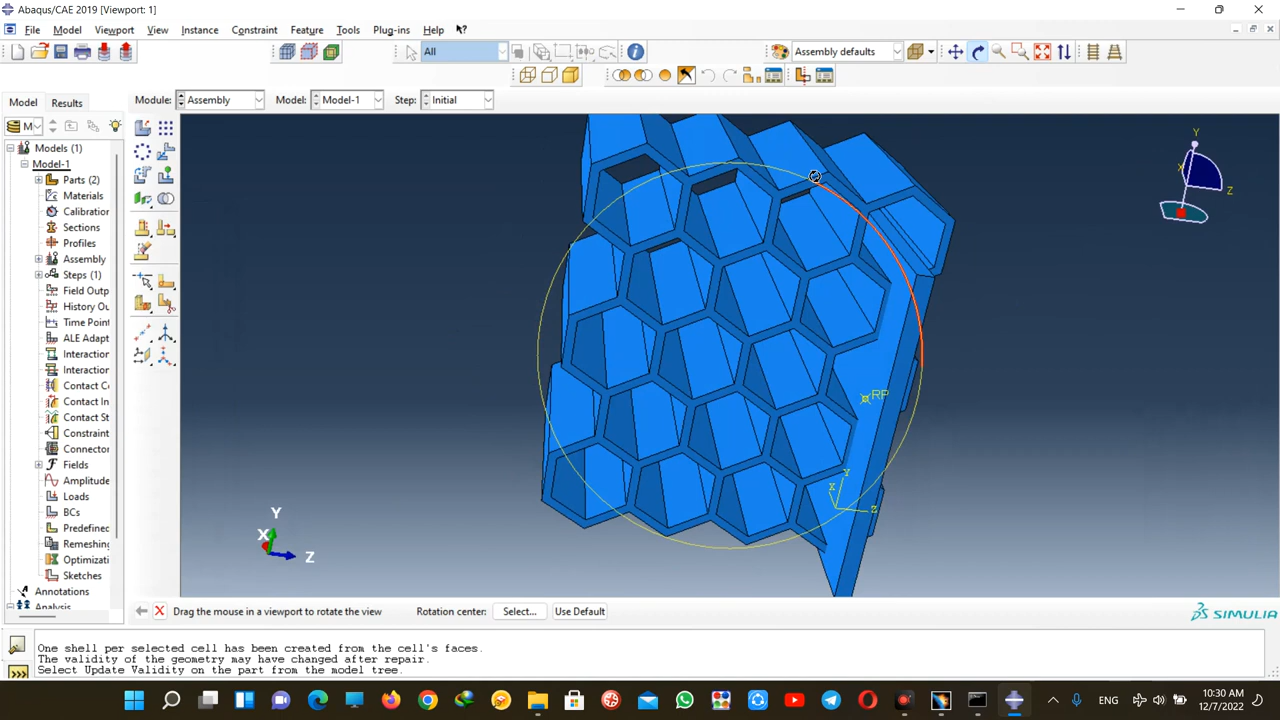 Abaqus/CAE 2019 [Viewport: 1]
File Model Viewport View Instance Constraint Feature Tools Plug-ins Help
All
Assembly defaults
Model Results
Module: Assembly Model: Model-1 Step: Initial
M
Models (1)
Model-1
Parts (2)
Materials
Calibration
Sections
Profiles
Assembly
Steps (1)
Field Outp
History Ou
Time Point
ALE Adapt
Interaction
Interaction
Contact Co
Contact In
Contact St
Constraint
Connector
Fields
Amplitude
Loads
BCs
Predefined
Remeshing
Optimizati
Sketches
Annotations
Analysis
Y
X
Z
RP
Y
X
Z
Y
X
Z
Drag the mouse in a viewport to rotate the view Rotation center: Select... Use Default
SIMULIA
One shell per selected cell has been created from the cell's faces.
The validity of the geometry may have changed after repair.
Select Update Validity on the part from the model tree.
ENG
10:30 AM
12/7/2022